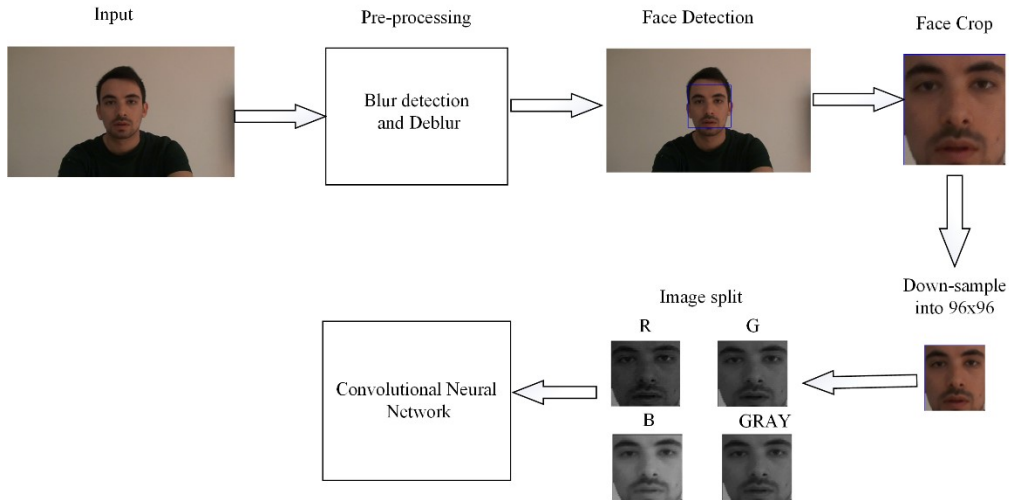 Input
Pre-processing
Face Detection
Face Crop
Blur detection
and Deblur
Down-sample
into 96x96
Image split
R
G
B
GRAY
Convolutional Neural
Network